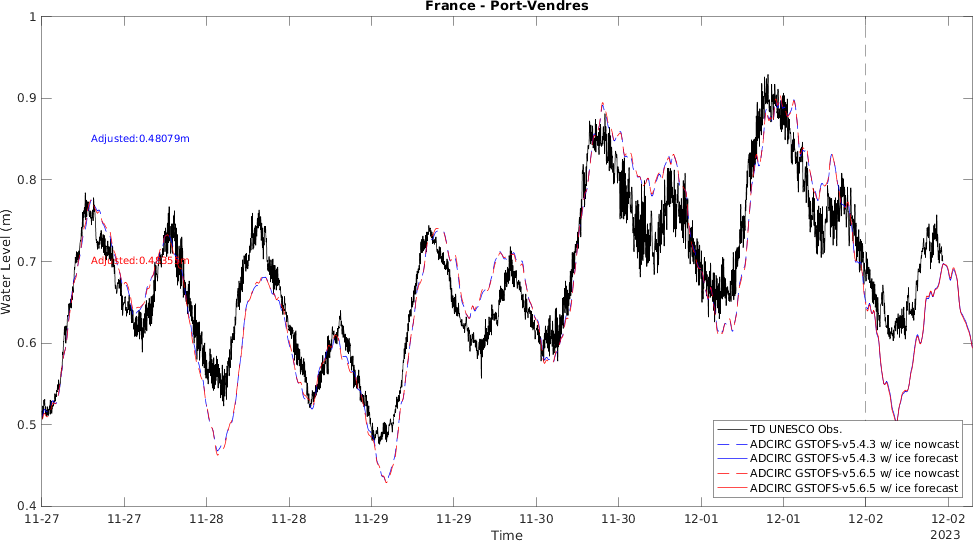 France - Port-Vendres
1
0.9
0.8
0.7
0.6
0.5
0.4
Water Level (m)
Adjusted:0.48079m
TD UNESCO Obs.
ADCIRC GSTOFS-v5.4.3 w/ ice nowcast
ADCIRC GSTOFS-v5.4.3 w/ ice forecast
ADCIRC GSTOFS-v5.6.5 w/ ice nowcast
ADCIRC GSTOFS-v5.6.5 w/ ice forecast
11-27 11-27 11-28 11-28 11-29 11-29 11-30 11-30 12-01 12-01 12-02 12-02
Time
2023